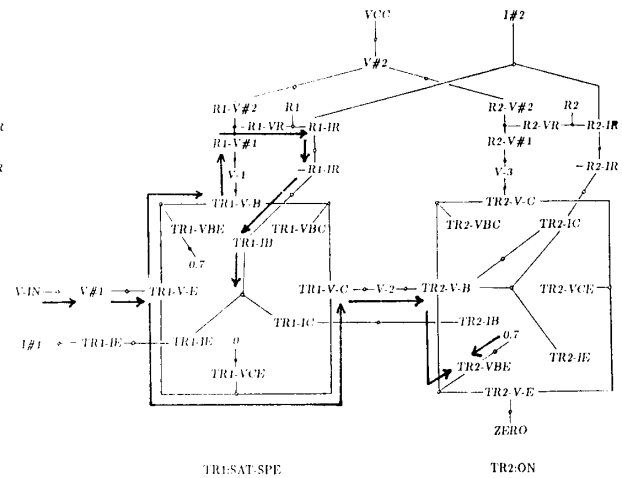 VCC I#2
V#2
R1-V#2 R1 R2-V#2 R2
R1-VR R1-IR R2-VR R2-IR
R1-V#1 R2-V#1
V-1 -R1-IR V-3 -R2-IR
TR1-V-B TR2-V-C
TR1-VBE TR1-VBC TR2-VBC TR2-IC
TR1-IB
0.7
V-IN V#1 TR1-V-E TR1-V-C V-2 TR2-V-B TR2-VCE
TR1-IC TR2-IB
I#1 -TR1-IE TR1-IE 0 0.7
TR2-IE
TR1-VCE TR2-VBE
TR2-V-E
ZERO
TR1:SAT-SPE TR2:ON